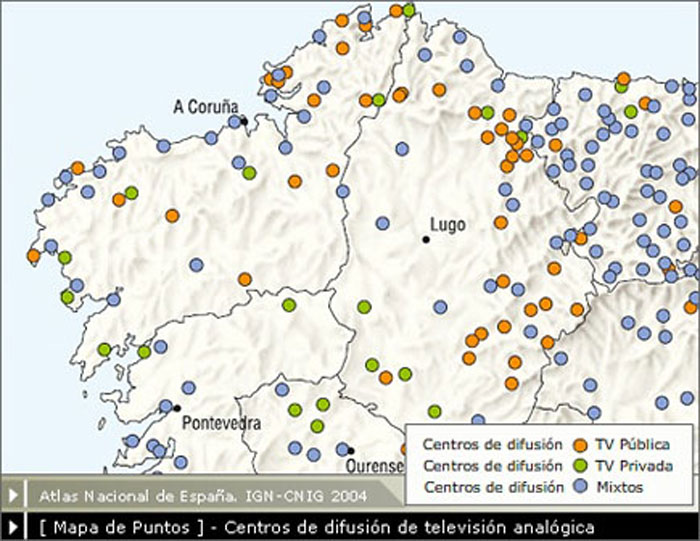 A Coruña
Lugo
Pontevedra
Ourense
Centros de difusión TV Pública
Centros de difusión TV Privada
Centros de difusión Mixtos
Atlas Nacional de España. IGN-CNIG 2004
[ Mapa de Puntos ] - Centros de difusión de televisión analógica